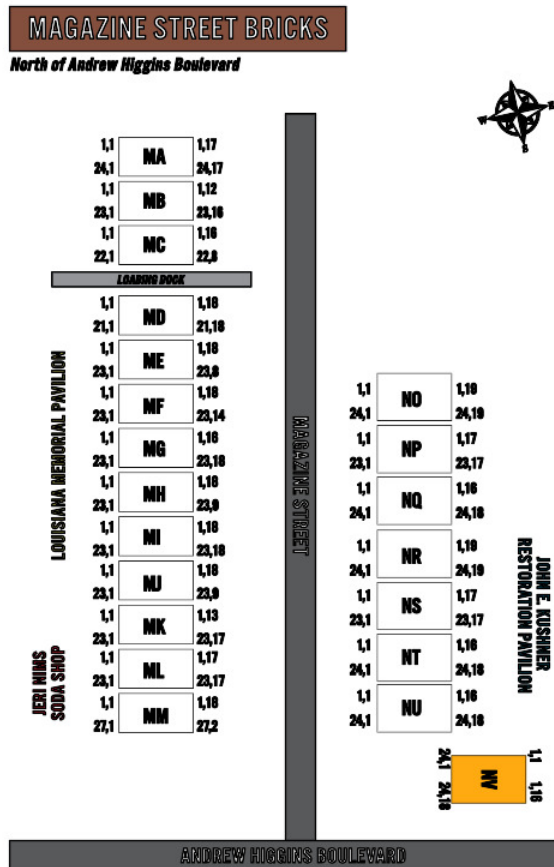 MAGAZINE STREET BRICKS
North of Andrew Higgins Boulevard
N
W E
S
1,1 MA 1,17
24,1 24,17
1,1 MB 1,12
23,1 23,16
1,1 MC 1,16
22,1 22,8
LOADING DOCK
1,1 MD 1,18
21,1 21,18
1,1 ME 1,18
23,1 23,8
1,1 MF 1,18
23,1 23,14
1,1 MG 1,16
23,1 23,18
1,1 MH 1,18
23,1 23,9
1,1 MI 1,18
23,1 23,18
1,1 MJ 1,18
23,1 23,9
1,1 MK 1,13
23,1 23,17
1,1 ML 1,17
23,1 23,17
1,1 MM 1,18
27,1 27,2
LOUISIANA MEMORIAL PAVILION
JERI NIMS
SODA SHOP
MAGAZINE STREET
1,1 NO 1,19
24,1 24,19
1,1 NP 1,17
23,1 23,17
1,1 NQ 1,16
24,1 24,18
1,1 NR 1,19
24,1 24,19
1,1 NS 1,17
23,1 23,17
1,1 NT 1,16
24,1 24,18
1,1 NU 1,16
24,1 24,18
JOHN E. KUSHNER
RESTORATION PAVILION
1,1 NV 1,16
24,1 24,18
ANDREW HIGGINS BOULEVARD